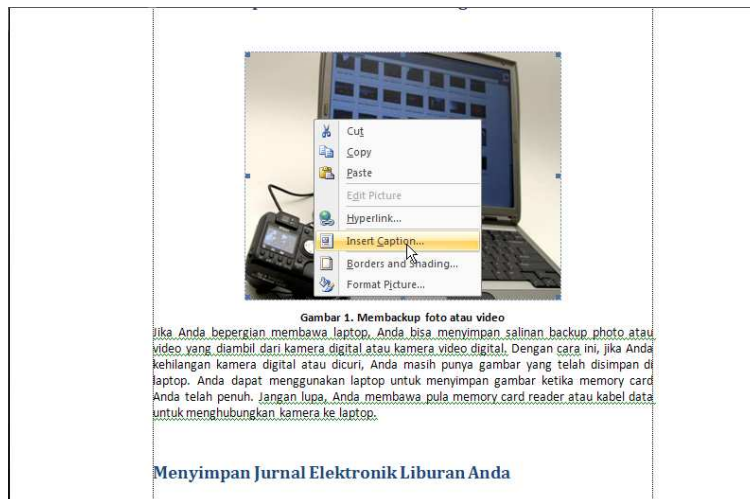 Cut
Copy
Paste
Edit Picture
Hyperlink...
Insert Caption...
Borders and Shading...
Format Picture...
Gambar 1. Membackup foto atau video
Jika Anda bepergian membawa laptop, Anda bisa menyimpan salinan backup photo atau
video yang diambil dari kamera digital atau kamera video digital. Dengan cara ini, jika Anda
kehilangan kamera digital atau dicuri, Anda masih punya gambar yang telah disimpan di
laptop. Anda dapat menggunakan laptop untuk menyimpan gambar ketika memory card
Anda telah penuh. Jangan lupa, Anda membawa pula memory card reader atau kabel data
untuk menghubungkan kamera ke laptop.
Menyimpan Jurnal Elektronik Liburan Anda